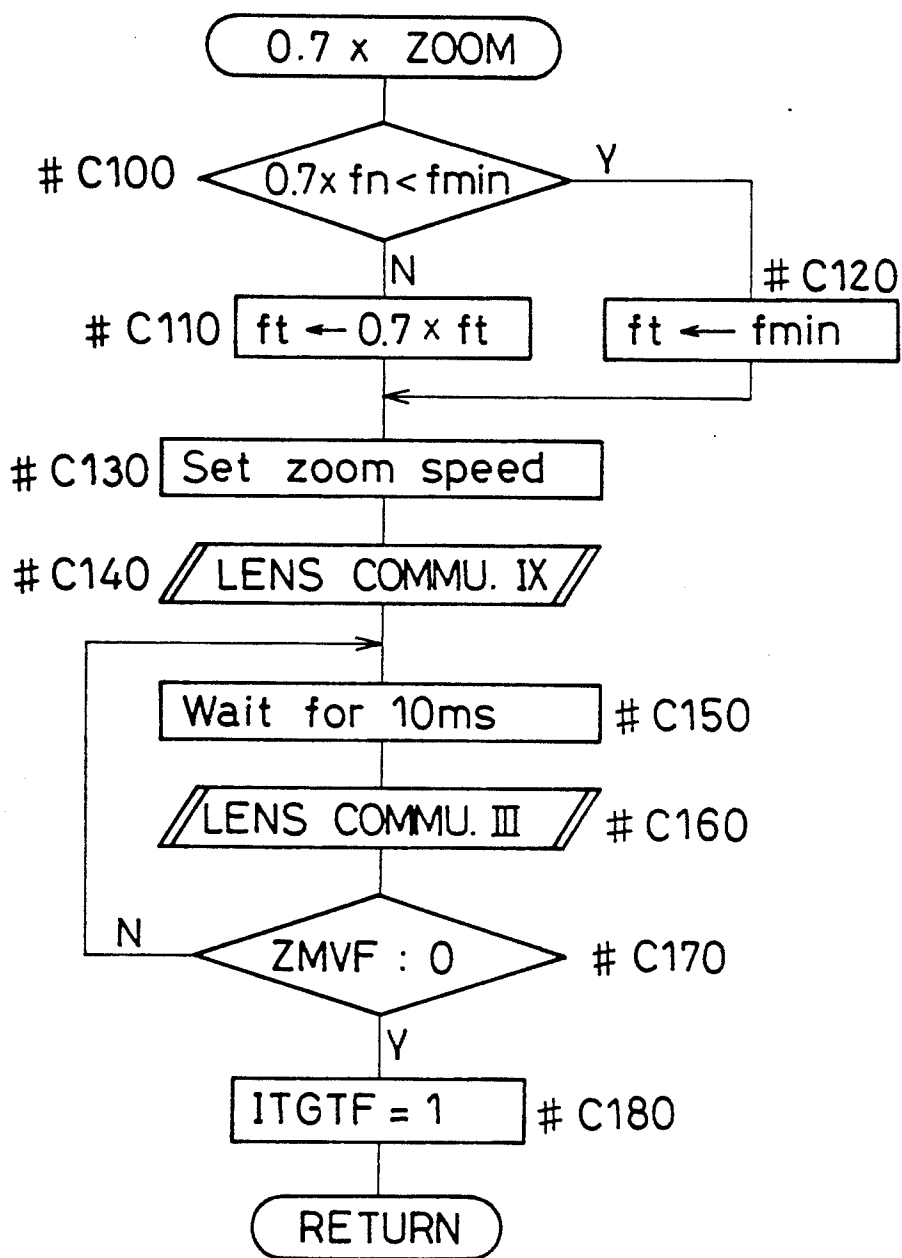 0.7 x ZOOM
# C100
0.7x fn < fmin
Y
N
# C120
# C110
ft ← 0.7 x ft
ft ← fmin
# C130
Set zoom speed
# C140
LENS COMMU. IX
Wait for 10ms
# C150
LENS COMMU. III
# C160
N
ZMVF : 0
# C170
Y
ITGTF = 1
# C180
RETURN